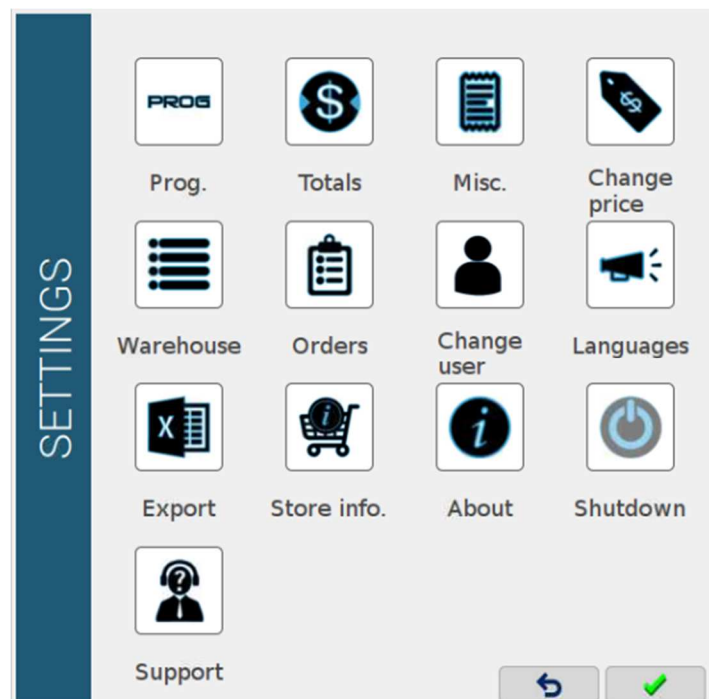 SETTINGS
PROG
Prog.
Totals
Misc.
Change
price
Warehouse
Orders
Change
user
Languages
X
Export
Store info.
About
Shutdown
Support